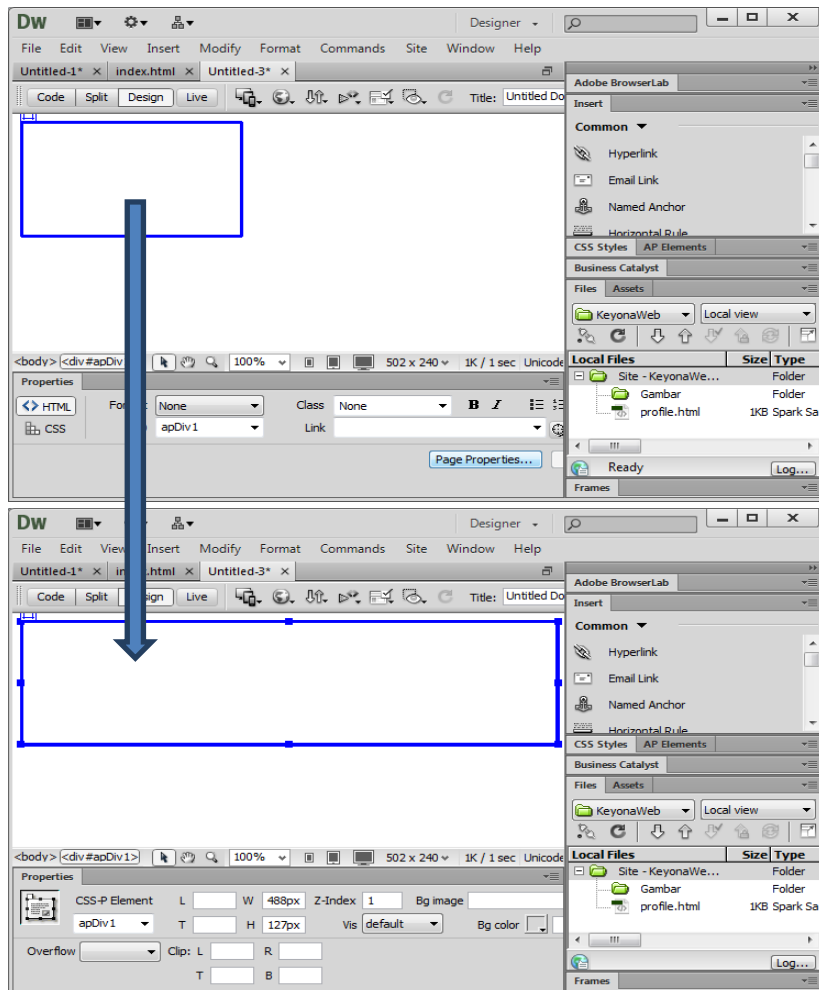 Dw Designer
File Edit View Insert Modify Format Commands Site Window Help
Untitled-1* × index.html × Untitled-3* ×
Code Split Design Live Title: Untitled Do
Adobe BrowserLab
Insert
Common
Hyperlink
Email Link
Named Anchor
Horizontal Rule
CSS Styles AP Elements
Business Catalyst
Files Assets
KeyonaWeb Local view
<body> <div#apDiv 100% 502 x 240 1K / 1 sec Unicode
Local Files Size Type
Site - KeyonaWe... Folder
Gambar Folder
profile.html 1KB Spark Sa
Properties
<> HTML None Class None B I
CSS apDiv1 Link
Page Properties...
Ready Log...
Frames
Dw Designer
File Edit View Insert Modify Format Commands Site Window Help
Untitled-1* × .html × Untitled-3* ×
Code Split Live Title: Untitled Do
Adobe BrowserLab
Insert
Common
Hyperlink
Email Link
Named Anchor
Horizontal Rule
CSS Styles AP Elements
Business Catalyst
Files Assets
KeyonaWeb Local view
<body> <div#apDiv1> 100% 502 x 240 1K / 1 sec Unicode
Local Files Size Type
Site - KeyonaWe... Folder
Gambar Folder
profile.html 1KB Spark Sa
Properties
CSS-P Element L W 488px Z-Index 1 Bg image
apDiv1 T H 127px Vis default Bg color
Overflow Clip: L R
T B
Log...
Frames